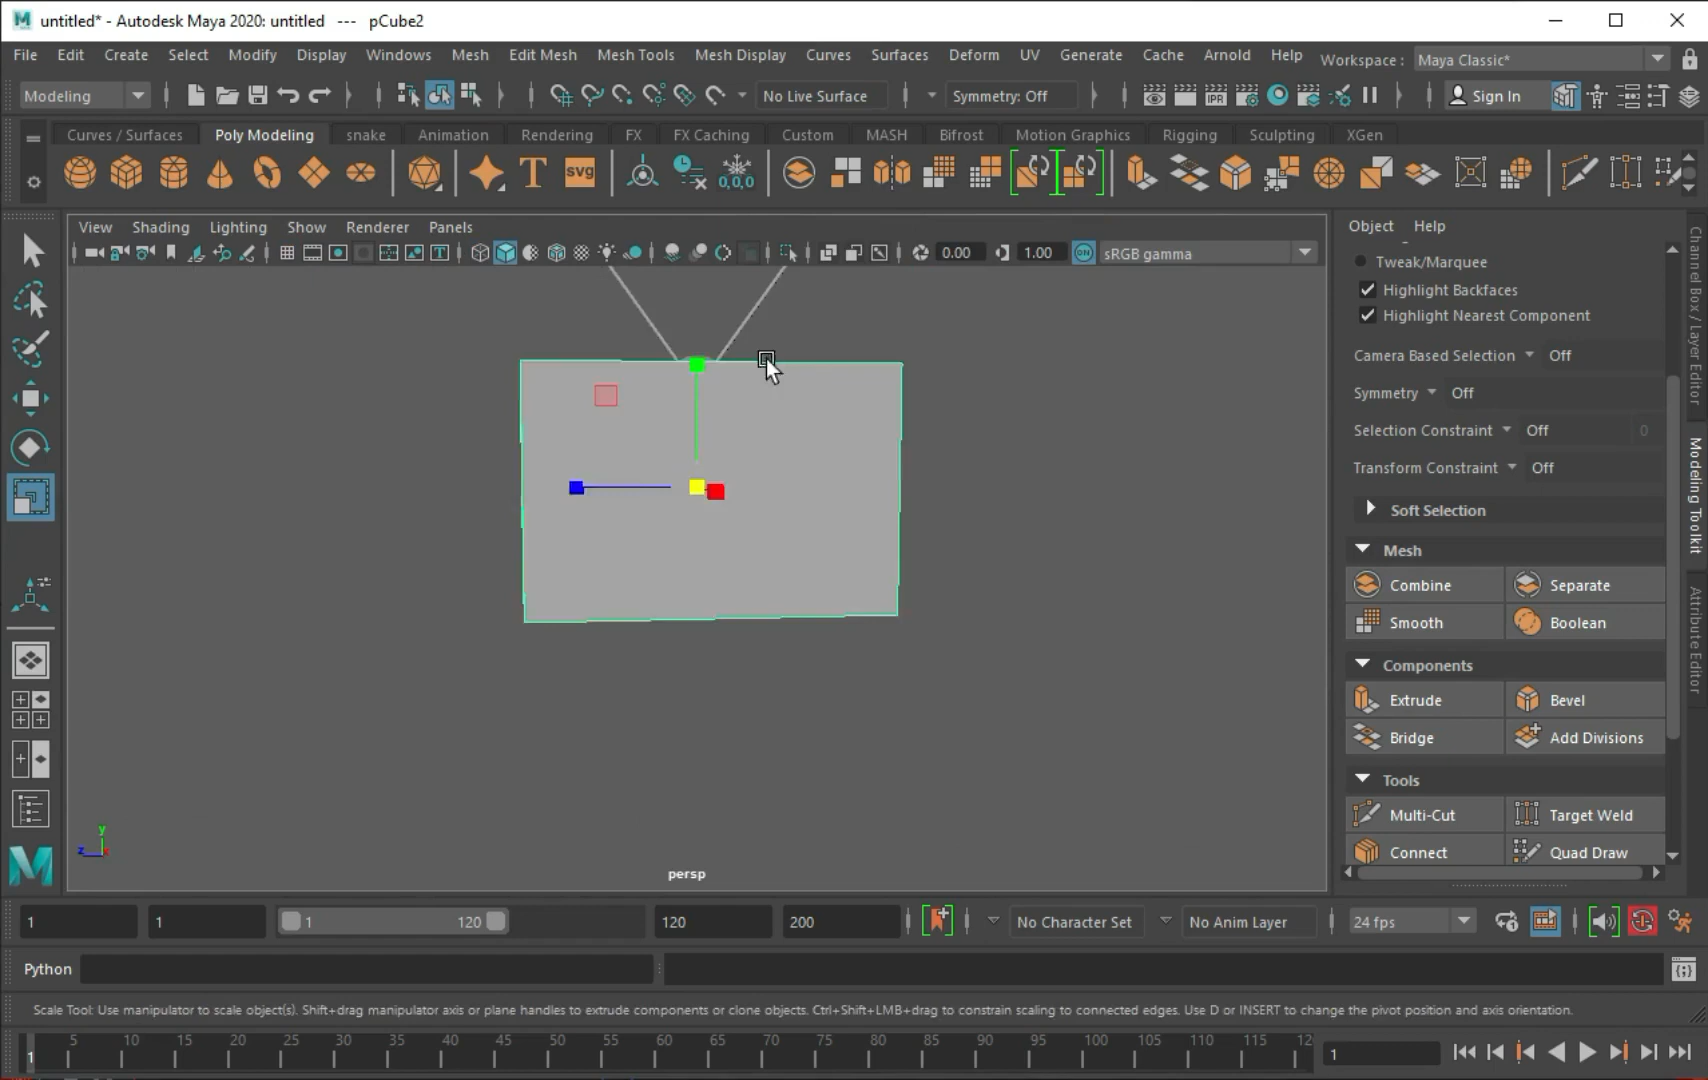 untitled* - Autodesk Maya 2020: untitled --- pCube2
File Edit Create Select Modify Display Windows Mesh Edit Mesh Mesh Tools Mesh Display Curves Surfaces Deform UV Generate Cache Arnold Help Workspace : Maya Classic*
Modeling No Live Surface Symmetry: Off Sign In
Curves / Surfaces Poly Modeling snake Animation Rendering FX FX Caching Custom MASH Bifrost Motion Graphics Rigging Sculpting XGen
T svg 0,0,0
View Shading Lighting Show Renderer Panels
0.00 1.00 ON sRGB gamma
Object Help
Tweak/Marquee
Highlight Backfaces
Highlight Nearest Component
Camera Based Selection Off
Symmetry Off
Selection Constraint Off 0
Transform Constraint Off
Soft Selection
Mesh
Combine Separate
Smooth Boolean
Components
Extrude Bevel
Bridge Add Divisions
Tools
Multi-Cut Target Weld
Connect Quad Draw
Channel Box / Layer Editor
Modeling Toolkit
Attribute Editor
y
z
persp
1 1 1 120 120 200 No Character Set No Anim Layer 24 fps
Python
Scale Tool: Use manipulator to scale object(s). Shift+drag manipulator axis or plane handles to extrude components or clone objects. Ctrl+Shift+LMB+drag to constrain scaling to connected edges. Use D or INSERT to change the pivot position and axis orientation.
1 5 10 15 20 25 30 35 40 45 50 55 60 65 70 75 80 85 90 95 100 105 110 115 12 1